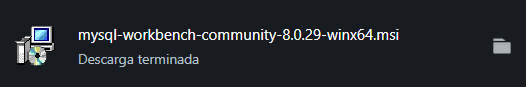 mysql-workbench-community-8.0.29-winx64.msi
Descarga terminada